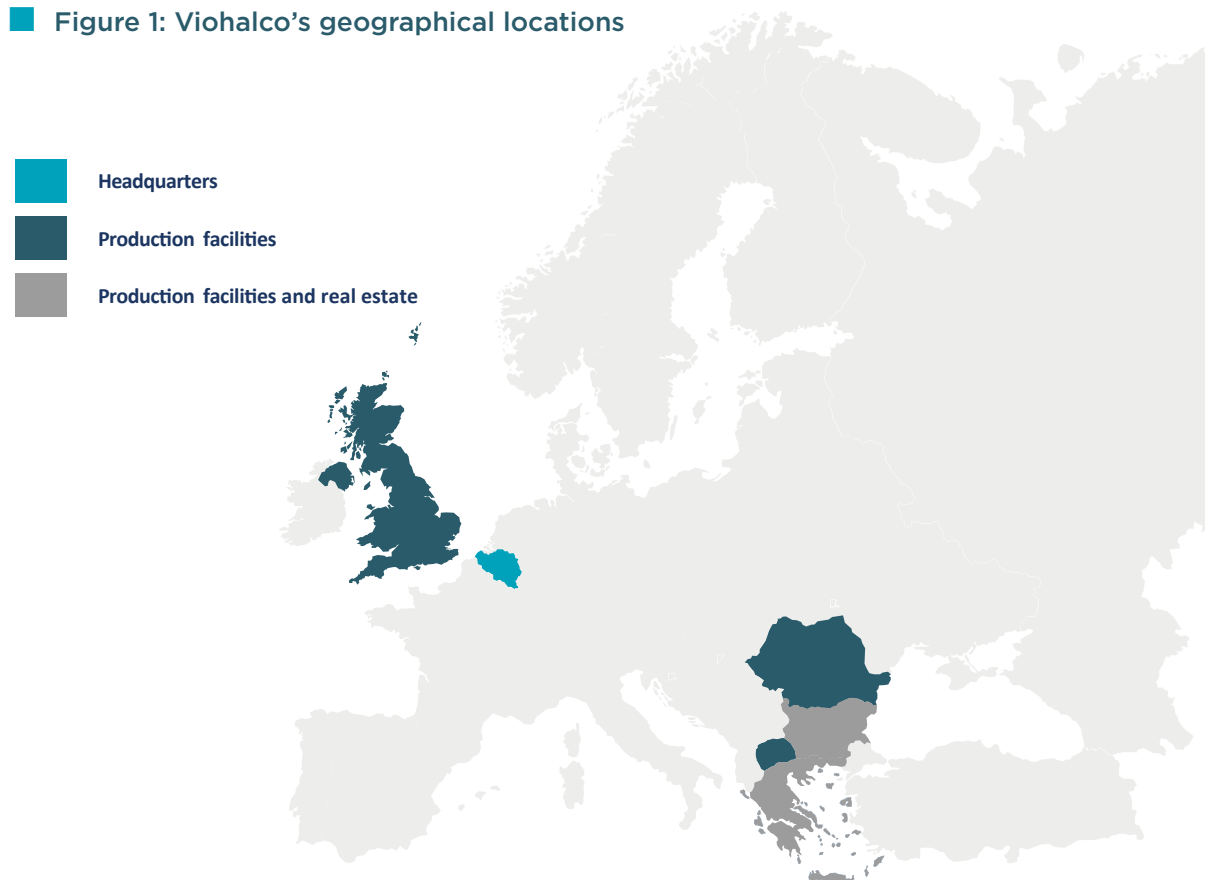 Figure 1: Viohalco’s geographical locations
Headquarters
Production facilities
Production facilities and real estate